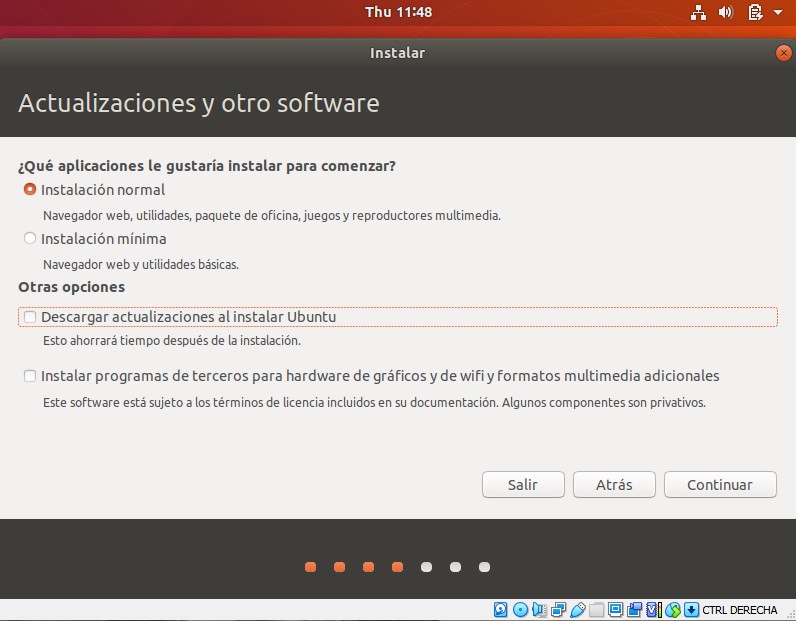 Thu 11:48
Instalar
Actualizaciones y otro software
¿Qué aplicaciones le gustaría instalar para comenzar?
Instalación normal
Navegador web, utilidades, paquete de oficina, juegos y reproductores multimedia.
Instalación mínima
Navegador web y utilidades básicas.
Otras opciones
Descargar actualizaciones al instalar Ubuntu
Esto ahorrará tiempo después de la instalación.
Instalar programas de terceros para hardware de gráficos y de wifi y formatos multimedia adicionales
Este software está sujeto a los términos de licencia incluidos en su documentación. Algunos componentes son privativos.
Salir
Atrás
Continuar
CTRL DERECHA